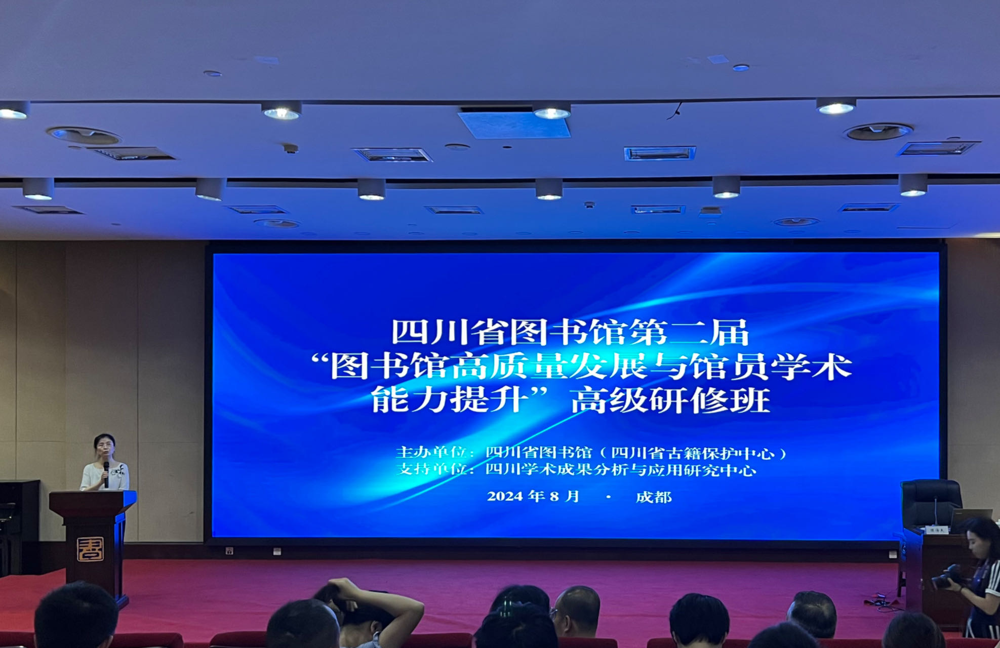 四川省图书馆第二届
“图书馆高质量发展与馆员学术
能力提升”高级研修班
主办单位：四川省图书馆（四川省古籍保护中心）
支持单位：四川学术成果分析与应用研究中心
2024 年 8 月 · 成都